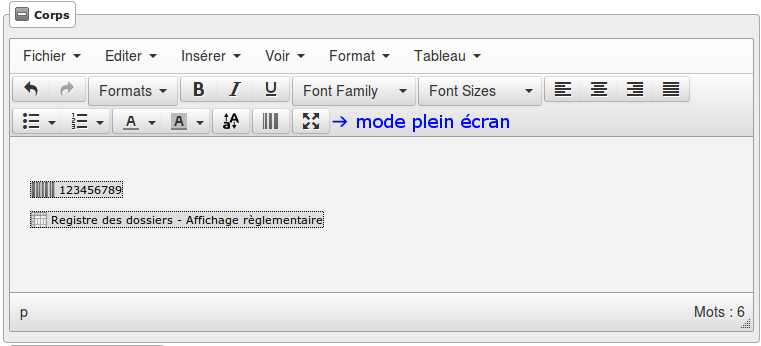 Corps
Fichier Editer Insérer Voir Format Tableau
Formats B I U Font Family Font Sizes
A A mode plein écran
123456789
Registre des dossiers - Affichage règlementaire
p Mots : 6